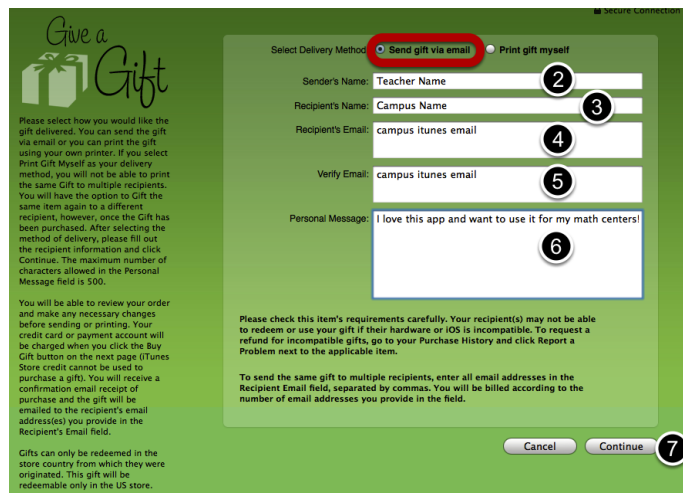 Secure Connection
Give a
Gift
Please select how you would like the
gift delivered. You can send the gift
via email or you can print the gift
using your own printer. If you select
Print Gift Myself as your delivery
method, you will not be able to print
the same Gift to multiple recipients.
You will have the option to Gift the
same item again to a different
recipient, however, once the Gift has
been purchased. After selecting the
method of delivery, please fill out
the recipient information and click
Continue. The maximum number of
characters allowed in the Personal
Message field is 500.
You will be able to review your order
and make any necessary changes
before sending or printing. Your
credit card or payment account will
be charged when you click the Buy
Gift button on the next page (iTunes
Store credit cannot be used to
purchase a gift). You will receive a
confirmation email receipt of
purchase and the gift will be
emailed to the recipient's email
address(es) you provide in the
Recipient's Email field.
Gifts can only be redeemed in the
store country from which they were
originated. This gift will be
redeemable only in the US store.
Select Delivery Method Send gift via email Print gift myself
Sender's Name: Teacher Name 2
Recipient's Name: Campus Name 3
Recipient's Email: campus itunes email 4
Verify Email: campus itunes email 5
Personal Message: I love this app and want to use it for my math centers!
6
Please check this item's requirements carefully. Your recipient(s) may not be able
to redeem or use your gift if their hardware or iOS is incompatible. To request a
refund for incompatible gifts, go to your Purchase History and click Report a
Problem next to the applicable item.
To send the same gift to multiple recipients, enter all email addresses in the
Recipient Email field, separated by commas. You will be billed according to the
number of email addresses you provide in the field.
Cancel Continue 7